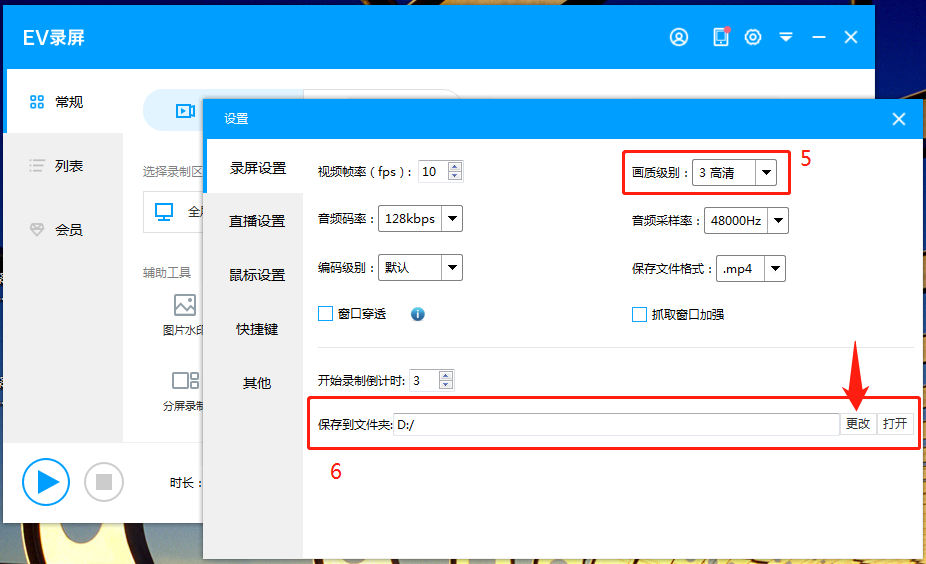 EV录屏
常规
设置
录屏设置
视频帧率（fps）: 10
画质级别： 3 高清
5
列表
选择录制区
直播设置
音频码率： 128kbps
音频采样率： 48000Hz
会员
鼠标设置
编码级别： 默认
保存文件格式： .mp4
辅助工具
图片水印
快捷键
窗口穿透
抓取窗口加强
其他
开始录制倒计时: 3
分屏录制
保存到文件夹: D:/
更改
打开
6
时长：